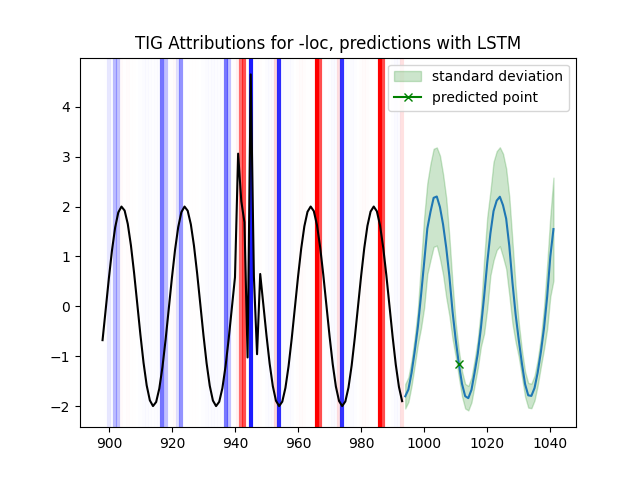 TIG Attributions for -loc, predictions with LSTM
standard deviation
predicted point
4
3
2
1
0
−1
−2
900 920 940 960 980 1000 1020 1040